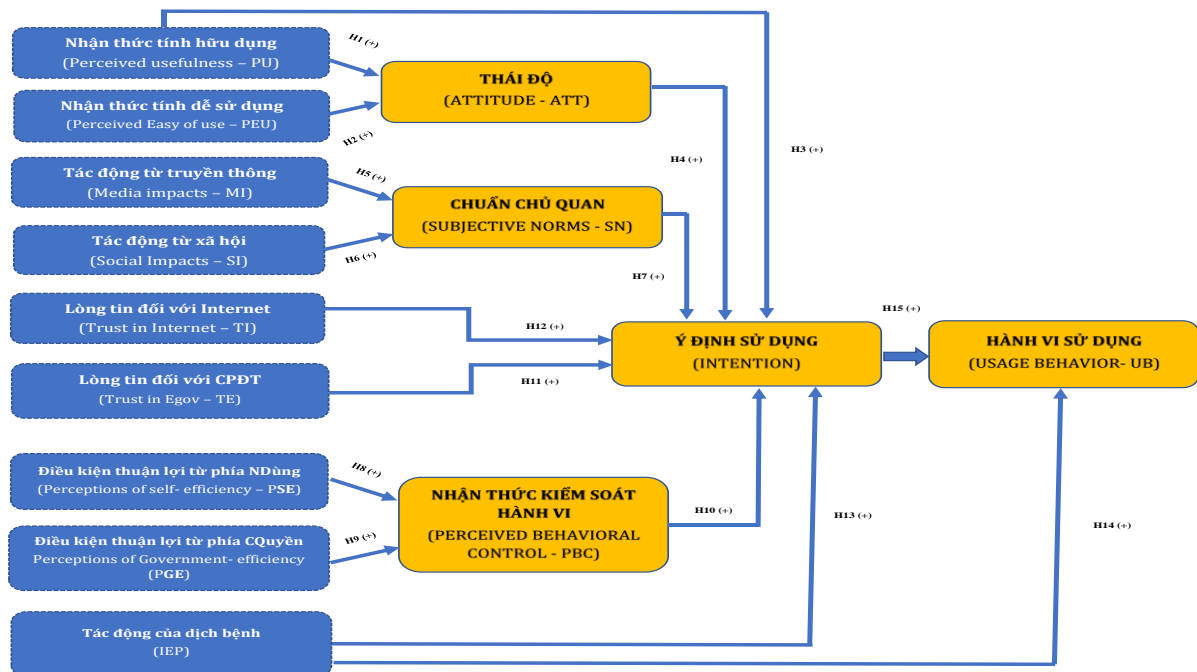 Nhận thức tính hữu dụng
(Perceived usefulness – PU)
H1 (+)
THÁI ĐỘ
(ATTITUDE - ATT)
Nhận thức tính dễ sử dụng
(Perceived Easy of use – PEU)
H2 (+)
H3 (+)
H4 (+)
Tác động từ truyền thông
(Media impacts – MI)
H5 (+)
CHUẨN CHỦ QUAN
(SUBJECTIVE NORMS - SN)
Tác động từ xã hội
(Social Impacts – SI)
H6 (+)
H7 (+)
Lòng tin đối với Internet
(Trust in Internet – TI)
H12 (+)
Ý ĐỊNH SỬ DỤNG
(INTENTION)
H15 (+)
HÀNH VI SỬ DỤNG
(USAGE BEHAVIOR- UB)
Lòng tin đối với CPĐT
(Trust in Egov – TE)
H11 (+)
Điều kiện thuận lợi từ phía NDùng
(Perceptions of self- efficiency – PSE)
H8 (+)
NHẬN THỨC KIỂM SOÁT
HÀNH VI
(PERCEIVED BEHAVIORAL
CONTROL - PBC)
H10 (+)
H13 (+)
H14 (+)
Điều kiện thuận lợi từ phía CQuyền
Perceptions of Government- efficiency
(PGE)
H9 (+)
Tác động của dịch bệnh
(IEP)